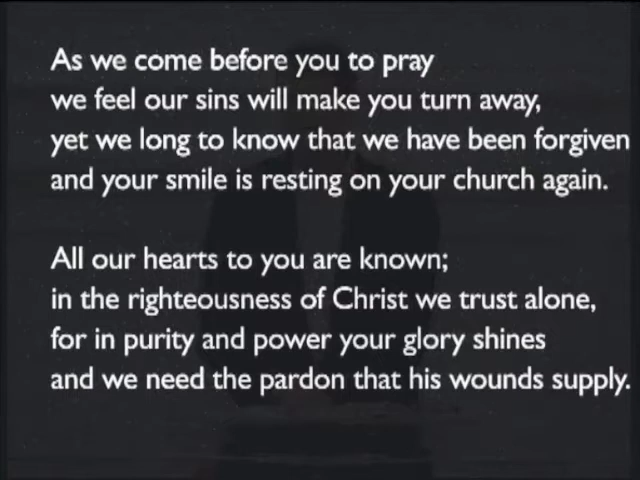 As we come before you to pray
we feel our sins will make you turn away,
yet we long to know that we have been forgiven
and your smile is resting on your church again.
All our hearts to you are known;
in the righteousness of Christ we trust alone,
for in purity and power your glory shines
and we need the pardon that his wounds supply.